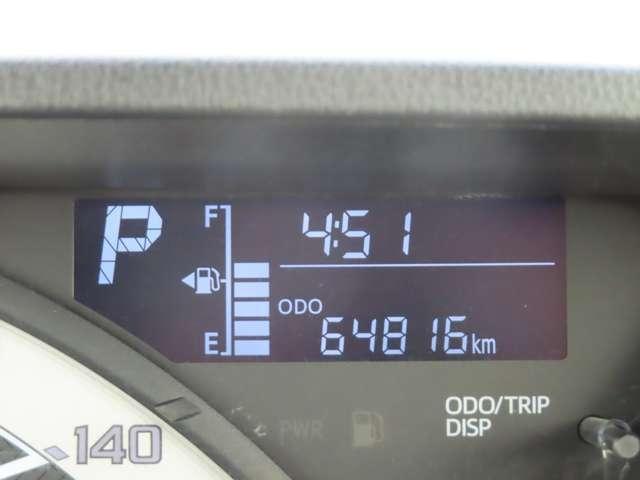 P
F
4:51
ODO
64816km
E
ODO/TRIP
DISP
PWR
140